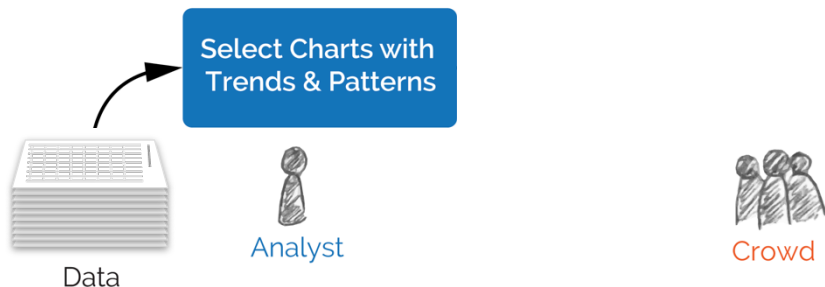 Select Charts with
Trends & Patterns
Analyst
Crowd
Data